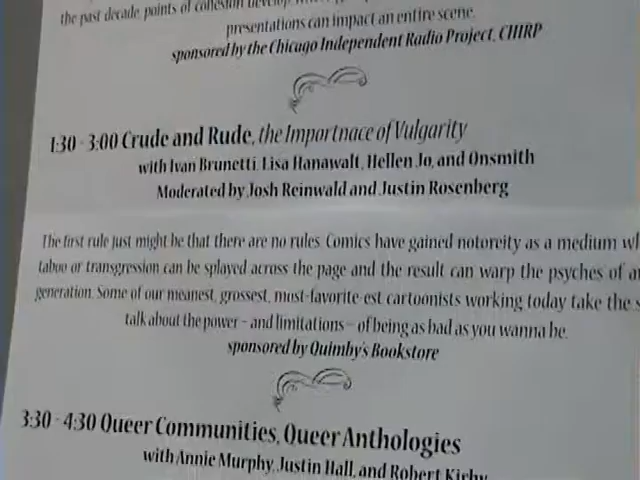 the past decade, points of cohesion develop
presentations can impact an entire scene.
sponsored by the Chicago Independent Radio Project, CHIRP
1:30 - 3:00 Crude and Rude, the Importnace of Vulgarity
with Ivan Brunetti, Lisa Hanawalt, Hellen Jo, and Onsmith
Moderated by Josh Reinwald and Justin Rosenberg
The first rule just might be that there are no rules. Comics have gained notoreity as a medium
taboo or transgression can be splayed across the page and the result can warp the psyches of
generation. Some of our meanest, grossest, most-favorite-est cartoonists working today take the
talk about the power - and limitations - of being as bad as you wanna be.
sponsored by Quimby's Bookstore
3:30 - 4:30 Queer Communities, Queer Anthologies
with Annie Murphy, Justin Hall, and Robert Kirby